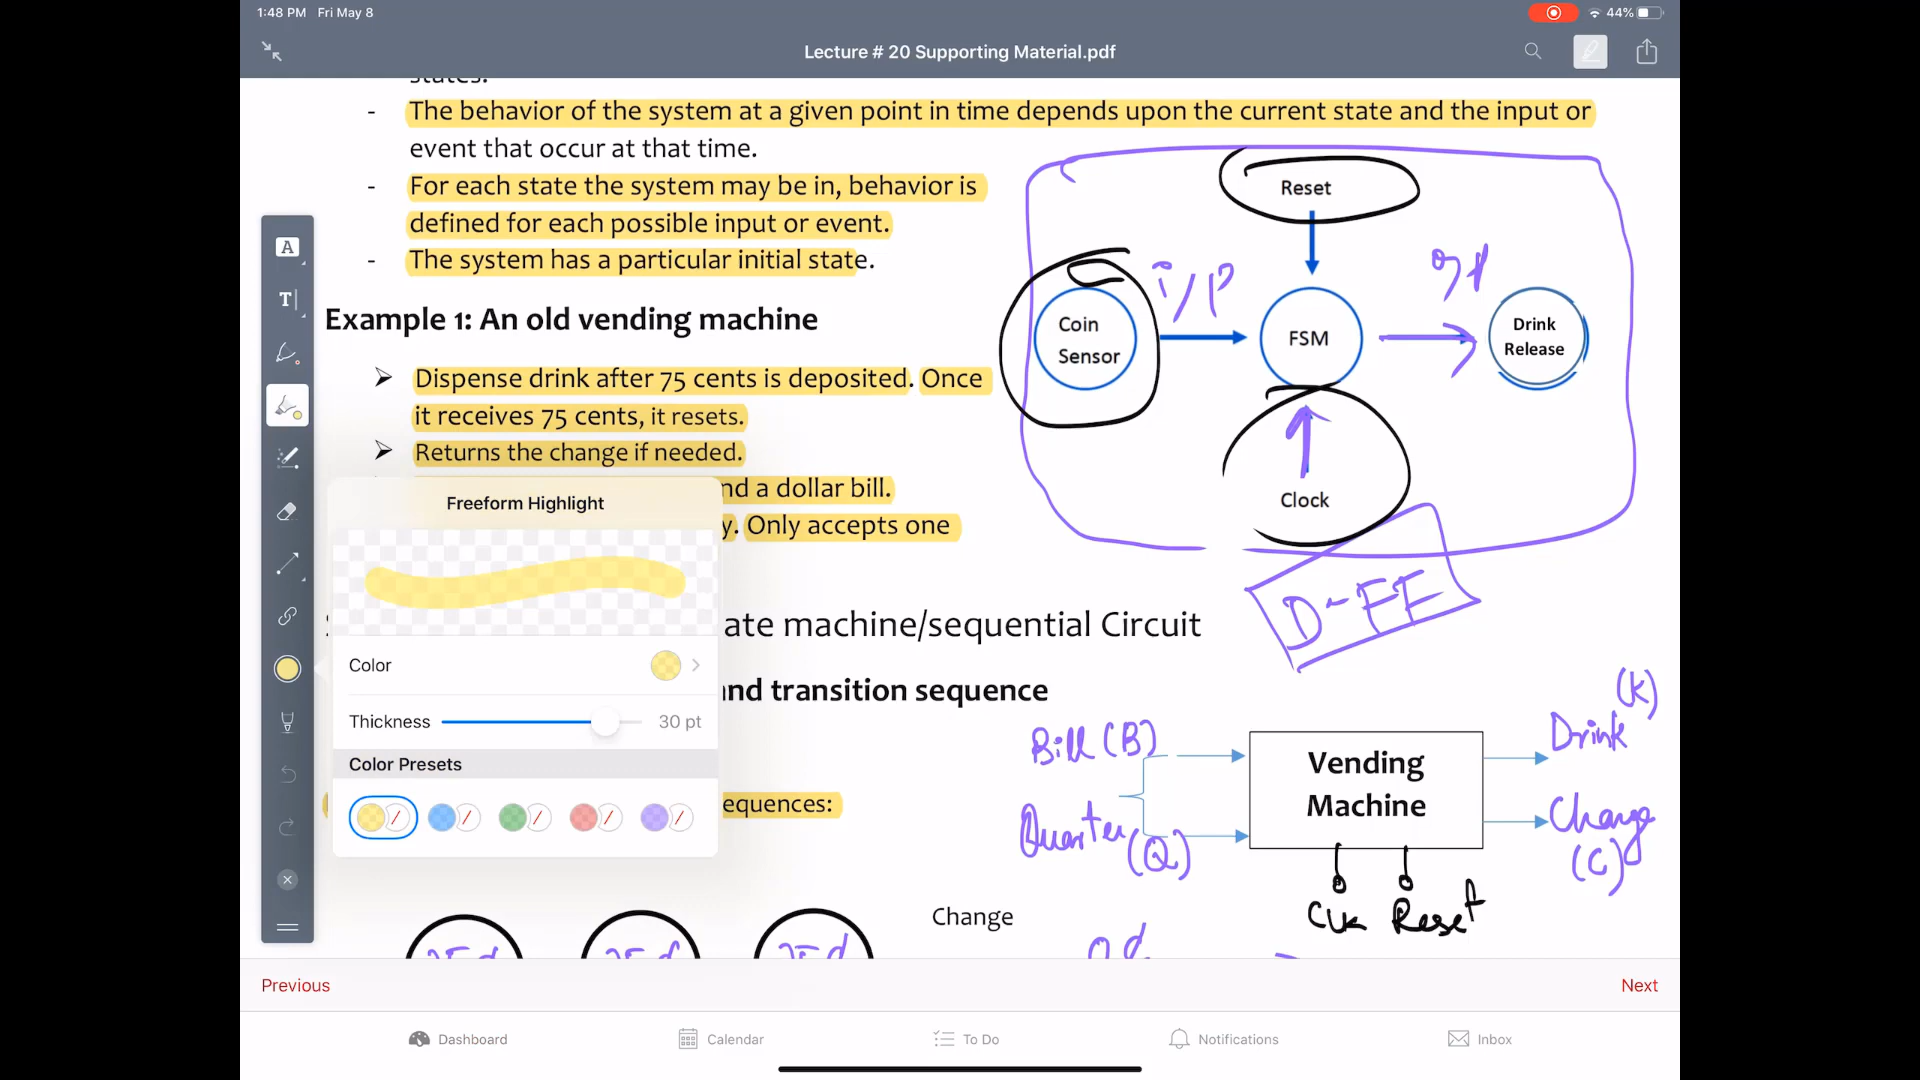 1:48 PM Fri May 8
44%
Lecture # 20 Supporting Material.pdf
states.
- The behavior of the system at a given point in time depends upon the current state and the input or
event that occur at that time.
- For each state the system may be in, behavior is
defined for each possible input or event.
- The system has a particular initial state.
Example 1: An old vending machine
➢ Dispense drink after 75 cents is deposited. Once
it receives 75 cents, it resets.
➢ Returns the change if needed.
nd a dollar bill.
y. Only accepts one
ate machine/sequential Circuit
nd transition sequence
equences:
Reset
Coin
Sensor
i/p
FSM
o/p
Drink
Release
Clock
D-FF
Bill (B)
Quarter (Q)
Vending
Machine
Drink (K)
Change (C)
Clk Reset
Change
A
T
Freeform Highlight
Color
Thickness 30 pt
Color Presets
Previous
Next
Dashboard
Calendar
To Do
Notifications
Inbox